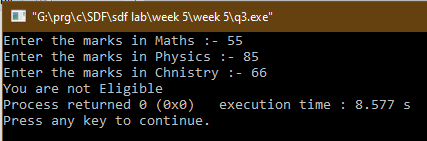 "G:\prg\c\SDF\sdf lab\week 5\week 5\q3.exe"
Enter the marks in Maths :- 55
Enter the marks in Physics :- 85
Enter the marks in Chnistry :- 66
You are not Eligible
Process returned 0 (0x0)   execution time : 8.577 s
Press any key to continue.